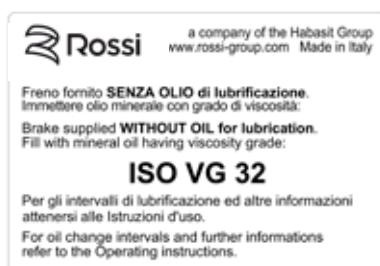 Rossi
a company of the Habasit Group
www.rossi-group.com Made in Italy
Freno fornito SENZA OLIO di lubrificazione.
Immettere olio minerale con grado di viscosità:
Brake supplied WITHOUT OIL for lubrication.
Fill with mineral oil having viscosity grade:
ISO VG 32
Per gli intervalli di lubrificazione ed altre informazioni
attenersi alle Istruzioni d'uso.
For oil change intervals and further informations
refer to the Operating instructions.